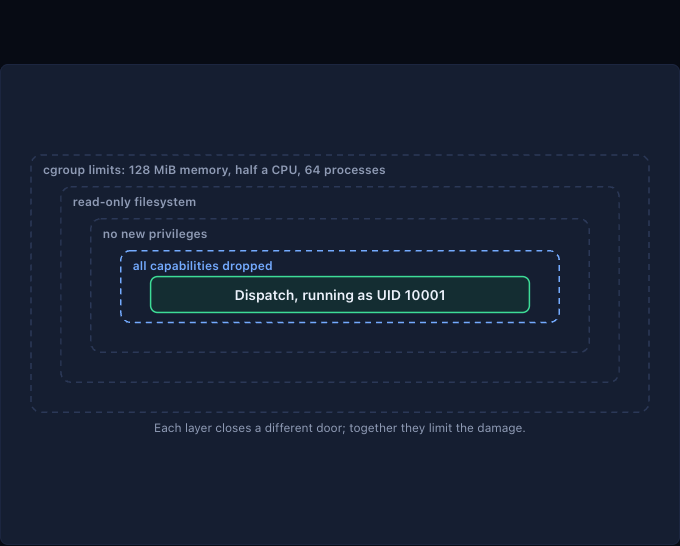 cgroup limits: 128 MiB memory, half a CPU, 64 processes
read-only filesystem
no new privileges
all capabilities dropped
Dispatch, running as UID 10001
Each layer closes a different door; together they limit the damage.